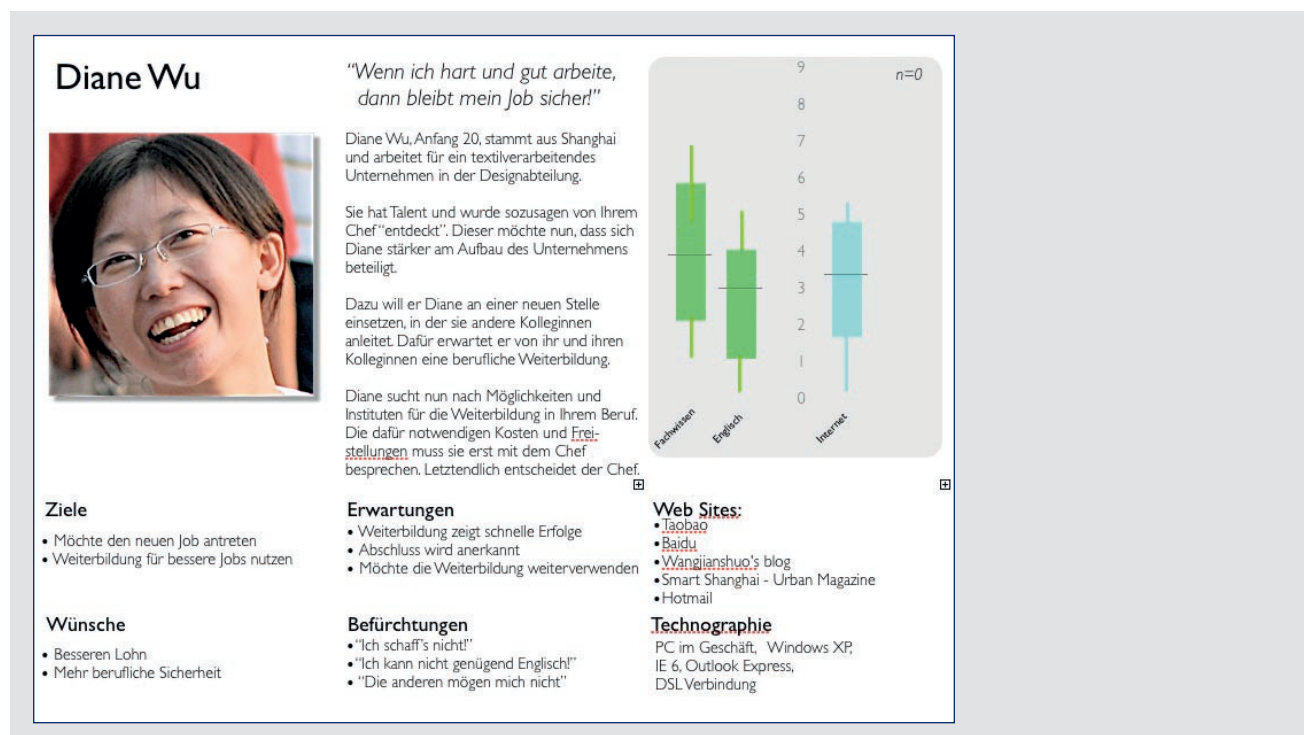 Diane Wu
“Wenn ich hart und gut arbeite,
dann bleibt mein Job sicher!”
Diane Wu, Anfang 20, stammt aus Shanghai
und arbeitet für ein textilverarbeitendes
Unternehmen in der Designabteilung.
Sie hat Talent und wurde sozusagen von Ihrem
Chef “entdeckt”. Dieser möchte nun, dass sich
Diane stärker am Aufbau des Unternehmens
beteiligt.
Dazu will er Diane an einer neuen Stelle
einsetzen, in der sie andere Kolleginnen
anleitet. Dafür erwartet er von ihr und ihren
Kolleginnen eine berufliche Weiterbildung.
Diane sucht nun nach Möglichkeiten und
Instituten für die Weiterbildung in Ihrem Beruf.
Die dafür notwendigen Kosten und Frei-
stellungen muss sie erst mit dem Chef
besprechen. Letztendlich entscheidet der Chef.
n=0
9
8
7
6
5
4
3
2
1
0
Fachwissen
Englisch
Internet
Ziele
• Möchte den neuen Job antreten
• Weiterbildung für bessere Jobs nutzen
Erwartungen
• Weiterbildung zeigt schnelle Erfolge
• Abschluss wird anerkannt
• Möchte die Weiterbildung weiterverwenden
Web Sites:
• Taobao
• Baidu
• Wangjianshuo's blog
• Smart Shanghai - Urban Magazine
• Hotmail
Wünsche
• Besseren Lohn
• Mehr berufliche Sicherheit
Befürchtungen
• “Ich schaff's nicht!”
• “Ich kann nicht genügend Englisch!”
• “Die anderen mögen mich nicht”
Technographie
PC im Geschäft, Windows XP,
IE 6, Outlook Express,
DSL Verbindung